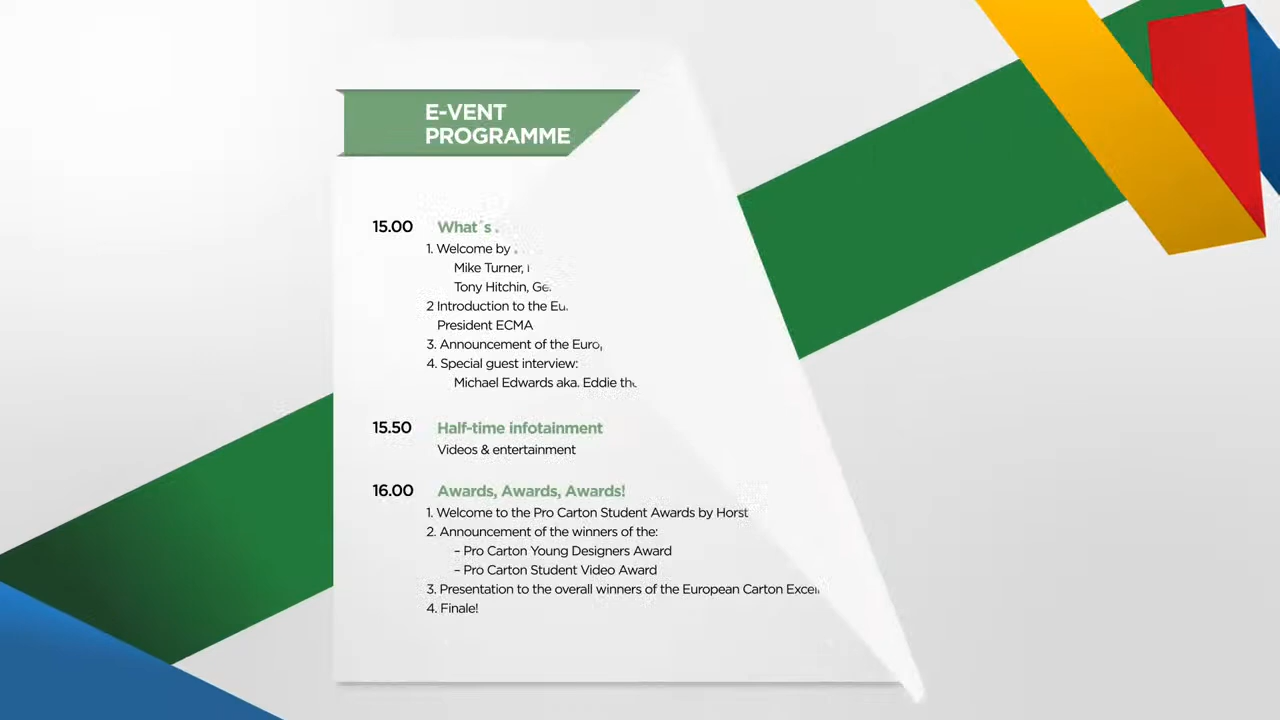 E-VENT
PROGRAMME
15.00 What´s
1. Welcome by
Mike Turner,
Tony Hitchin,
2 Introduction to the
President ECMA
3. Announcement of the
4. Special guest interview:
Michael Edwards aka. Eddie the
15.50 Half-time infotainment
Videos & entertainment
16.00 Awards, Awards, Awards!
1. Welcome to the Pro Carton Student Awards by Horst
2. Announcement of the winners of the:
– Pro Carton Young Designers Award
– Pro Carton Student Video Award
3. Presentation to the overall winners of the European Carton
4. Finale!